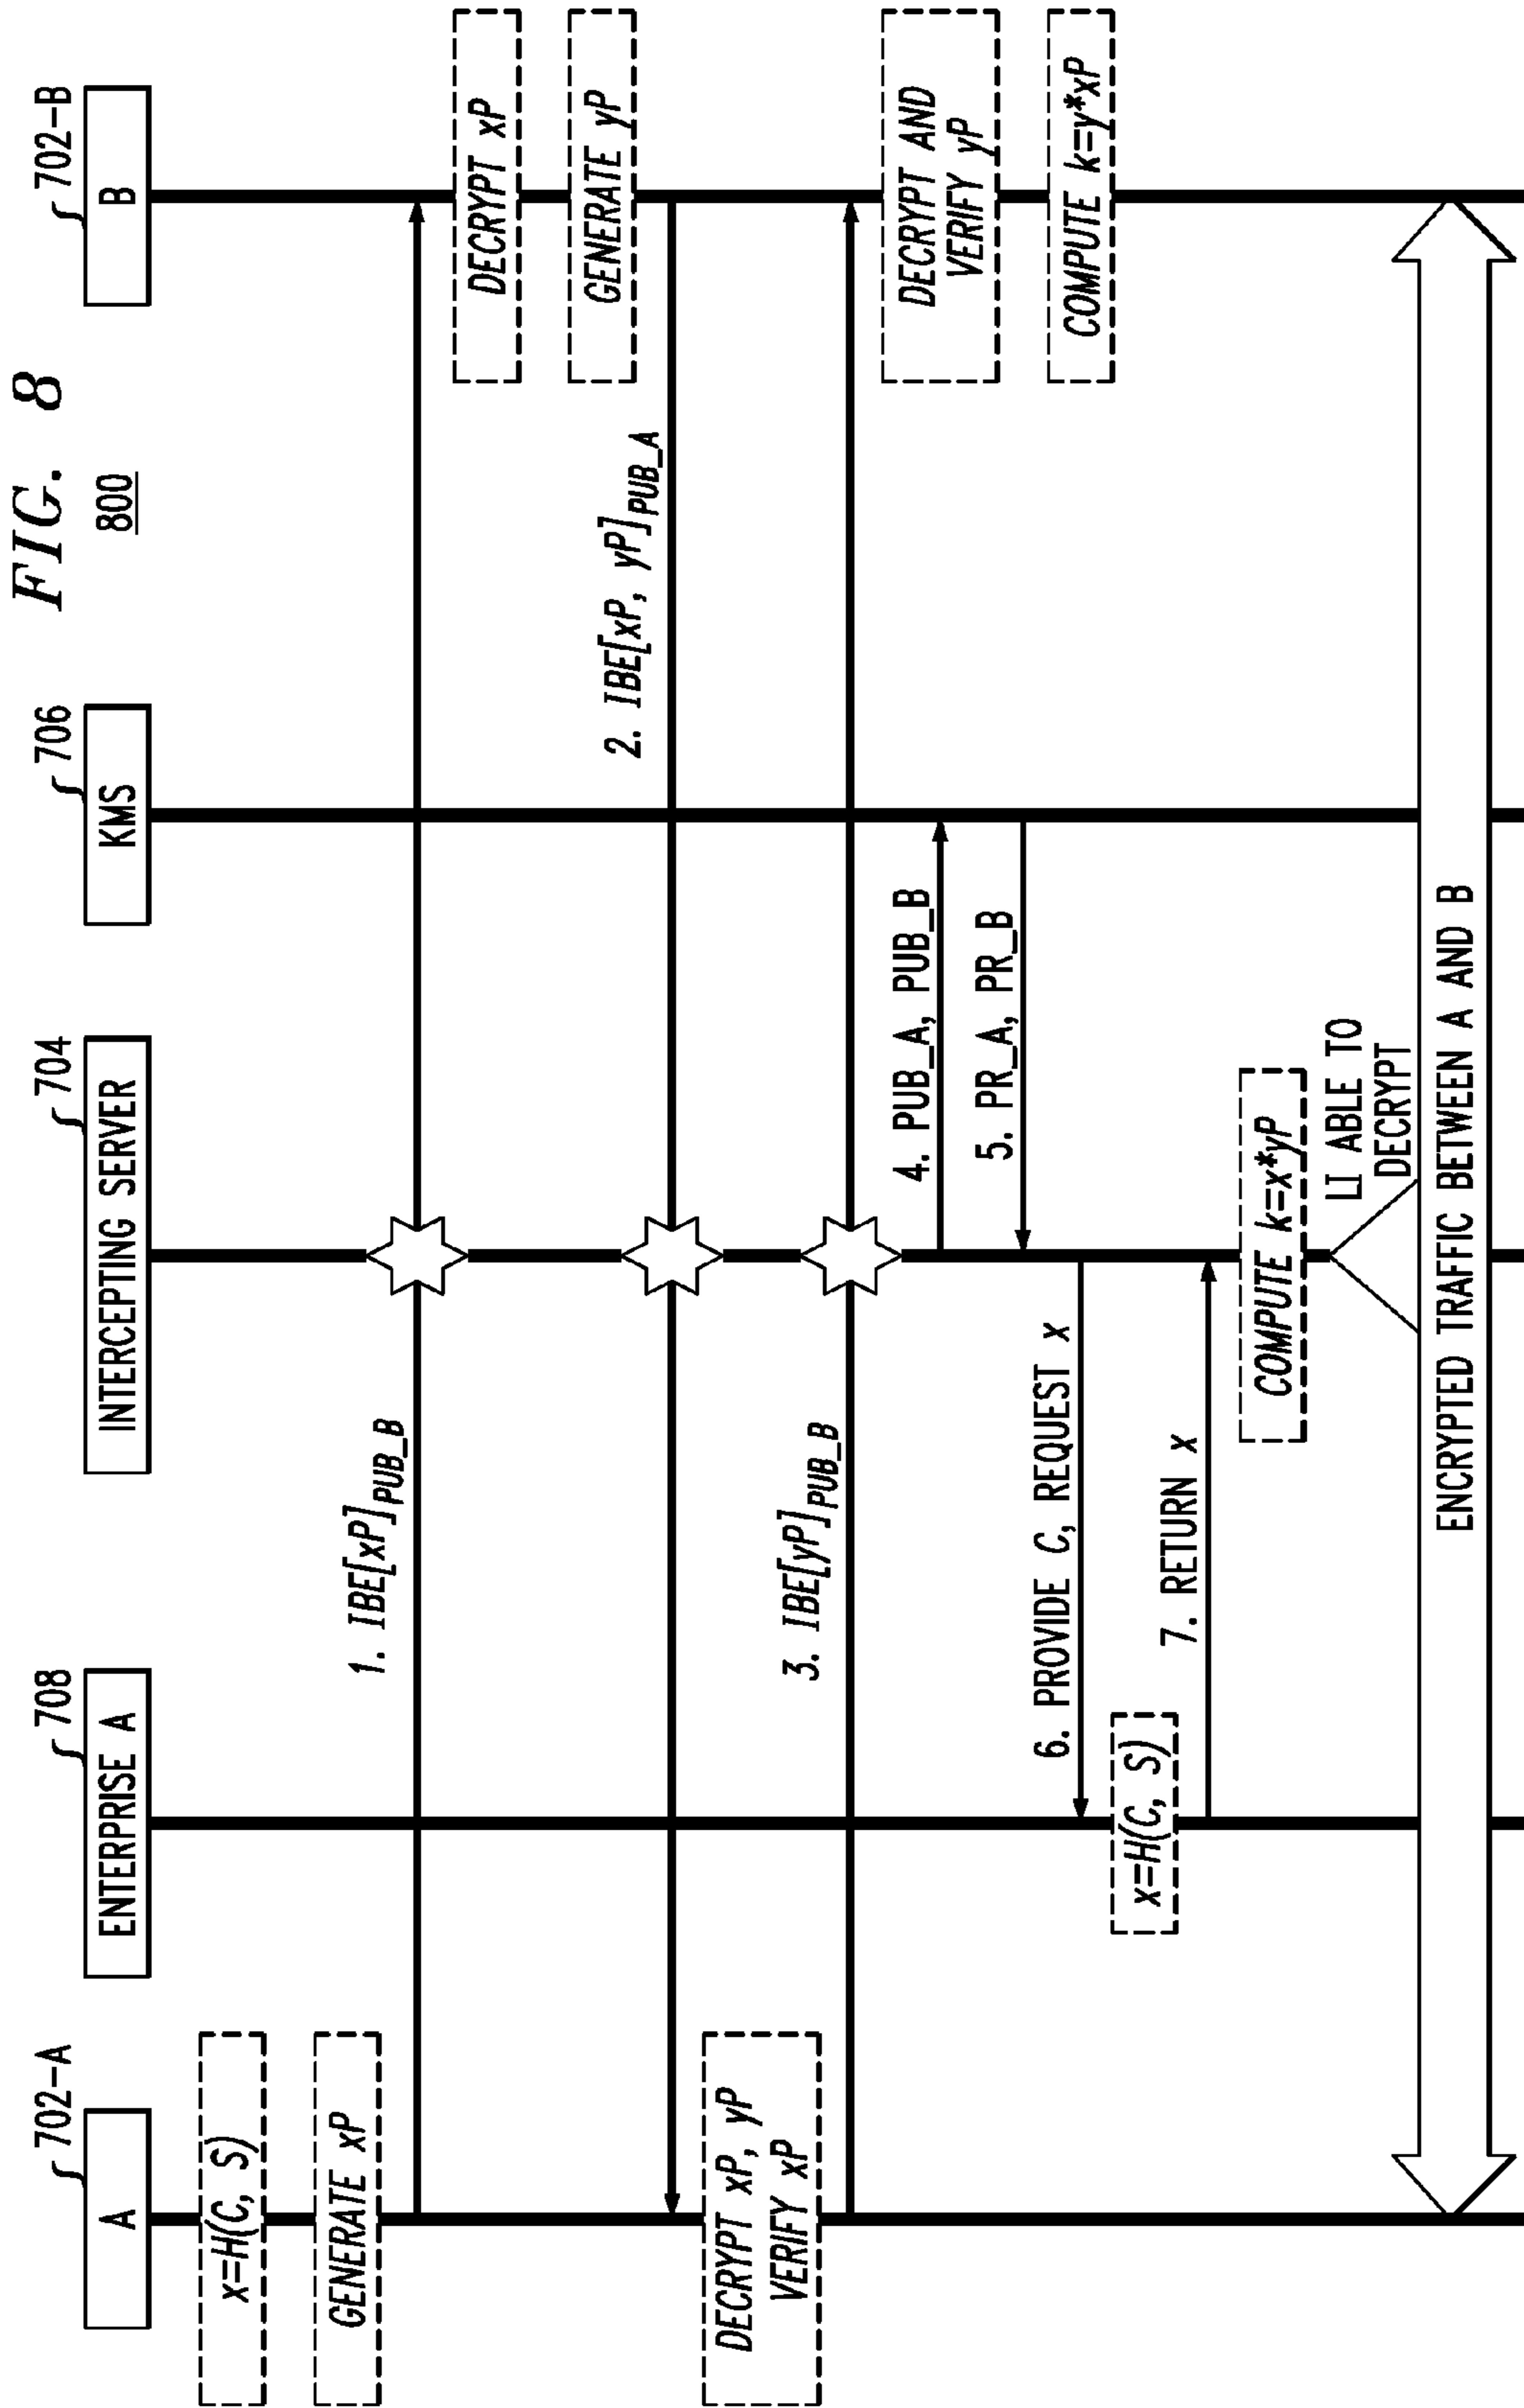 FIG. 8
800
702-A
708
704
706
702-B
A
ENTERPRISE A
INTERCEPTING SERVER
KMS
B
x=H(C, S)
GENERATE xP
1. IBE[xP]PUB_B
DECRYPT xP
GENERATE yP
2. IBE[xP, yP]PUB_A
DECRYPT xP, yP
VERIFY xP
3. IBE[yP]PUB_B
DECRYPT AND
VERIFY yP
4. PUB_A, PUB_B
5. PR_A, PR_B
COMPUTE k=y*xP
6. PROVIDE C, REQUEST x
x=H(C, S)
7. RETURN x
COMPUTE k=x*yP
LI ABLE TO
DECRYPT
ENCRYPTED TRAFFIC BETWEEN A AND B